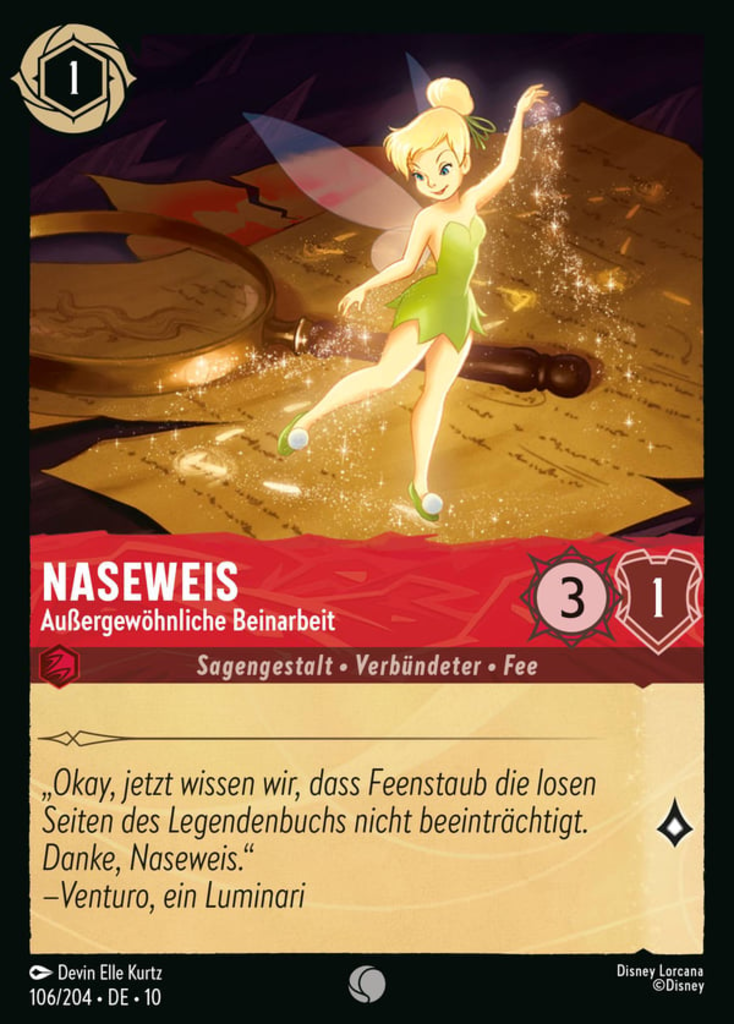 1
NASEWEIS
Außergewöhnliche Beinarbeit
3
1
Sagengestalt • Verbündeter • Fee
„Okay, jetzt wissen wir, dass Feenstaub die losen
Seiten des Legendenbuchs nicht beeinträchtigt.
Danke, Naseweis.“
–Venturo, ein Luminari
Devin Elle Kurtz
106/204 • DE • 10
Disney Lorcana
©Disney